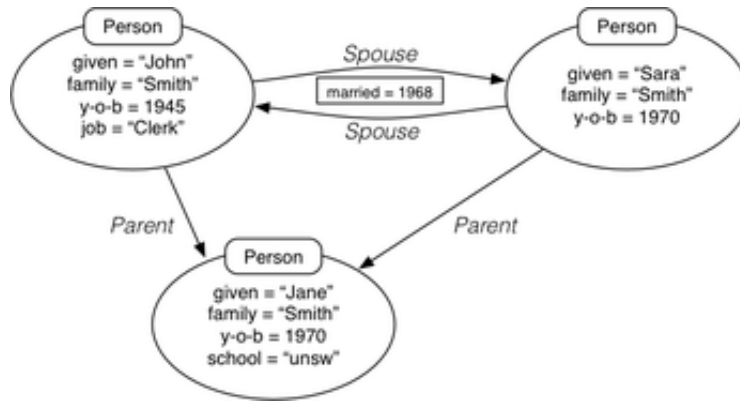 Person
given = “John”
family = “Smith”
y-o-b = 1945
job = “Clerk”
Spouse
married = 1968
Spouse
Person
given = “Sara”
family = “Smith”
y-o-b = 1970
Parent
Parent
Person
given = “Jane”
family = “Smith”
y-o-b = 1970
school = “unsw”